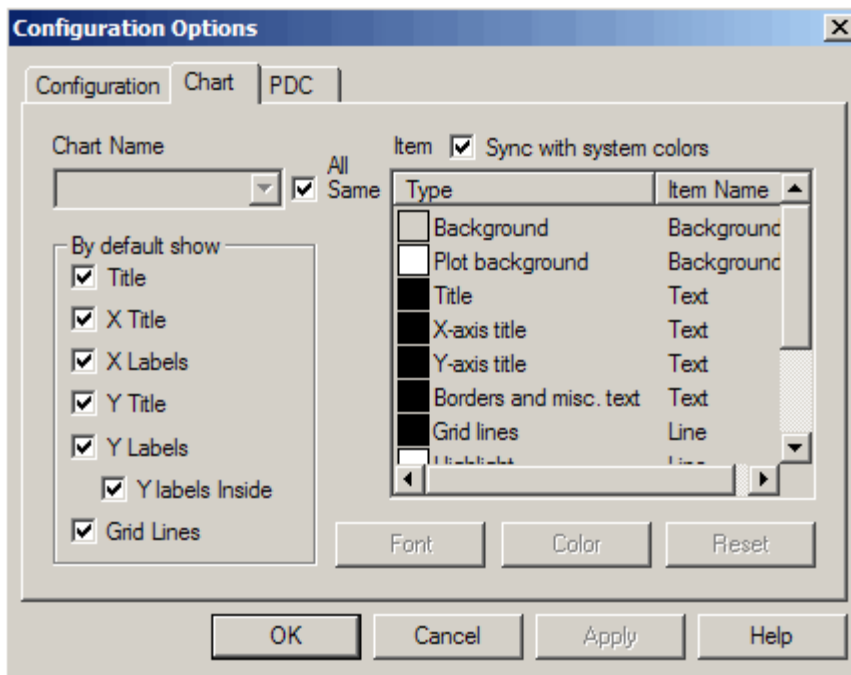 Configuration Options
Configuration Chart PDC
Chart Name
All
Same
By default show
Title
X Title
X Labels
Y Title
Y Labels
Y labels Inside
Grid Lines
Item Sync with system colors
Type Item Name
Background Background
Plot background Background
Title Text
X-axis title Text
Y-axis title Text
Borders and misc. text Text
Grid lines Line
Highlight Line
Font Color Reset
OK Cancel Apply Help